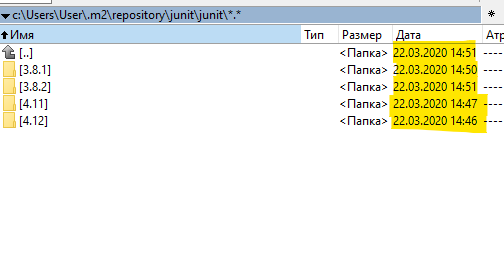 c:\Users\User\.m2\repository\junit\junit\*.*
Имя Тип Размер Дата Атр
[..] <Папка> 22.03.2020 14:51 ----
[3.8.1] <Папка> 22.03.2020 14:50 ----
[3.8.2] <Папка> 22.03.2020 14:51 ----
[4.11] <Папка> 22.03.2020 14:47 ----
[4.12] <Папка> 22.03.2020 14:46 ----